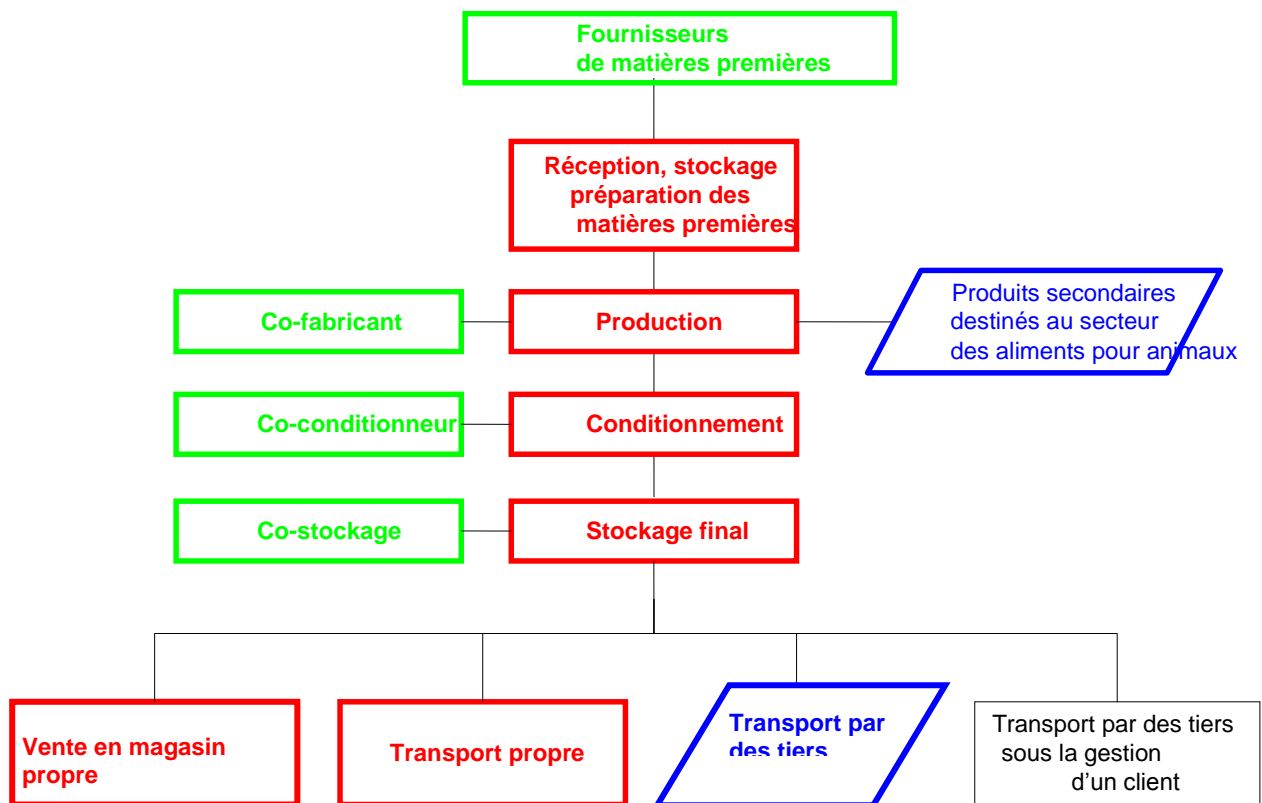 Fournisseurs
de matières premières
Réception, stockage
préparation des
matières premières
Co-fabricant
Production
Produits secondaires
destinés au secteur
des aliments pour animaux
Co-conditionneur
Conditionnement
Co-stockage
Stockage final
Vente en magasin
propre
Transport propre
Transport par
des tiers
Transport par des tiers
sous la gestion
d'un client